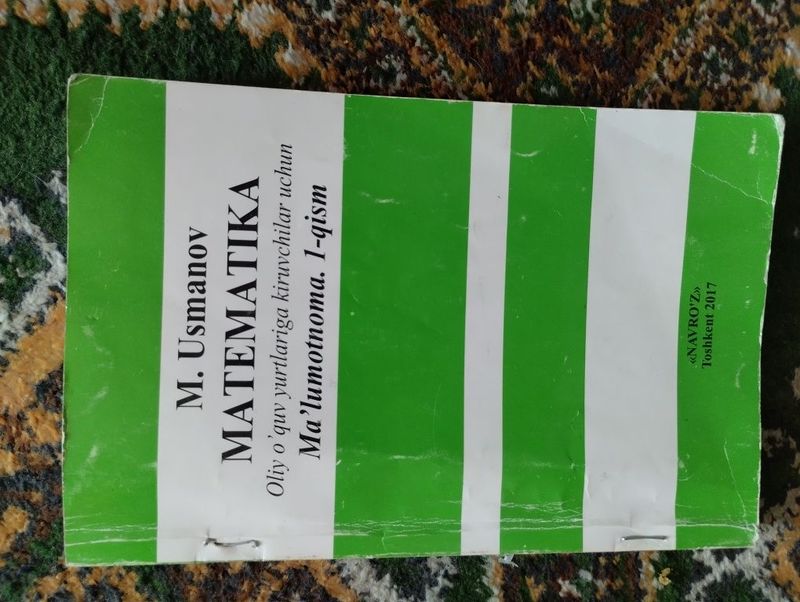 M. Usmanov
MATEMATIKA
Oliy o'quv yurtlariga kiruvchilar uchun
Ma'lumotnoma. 1-qism
«NAVRO'Z»
Toshkent 2017